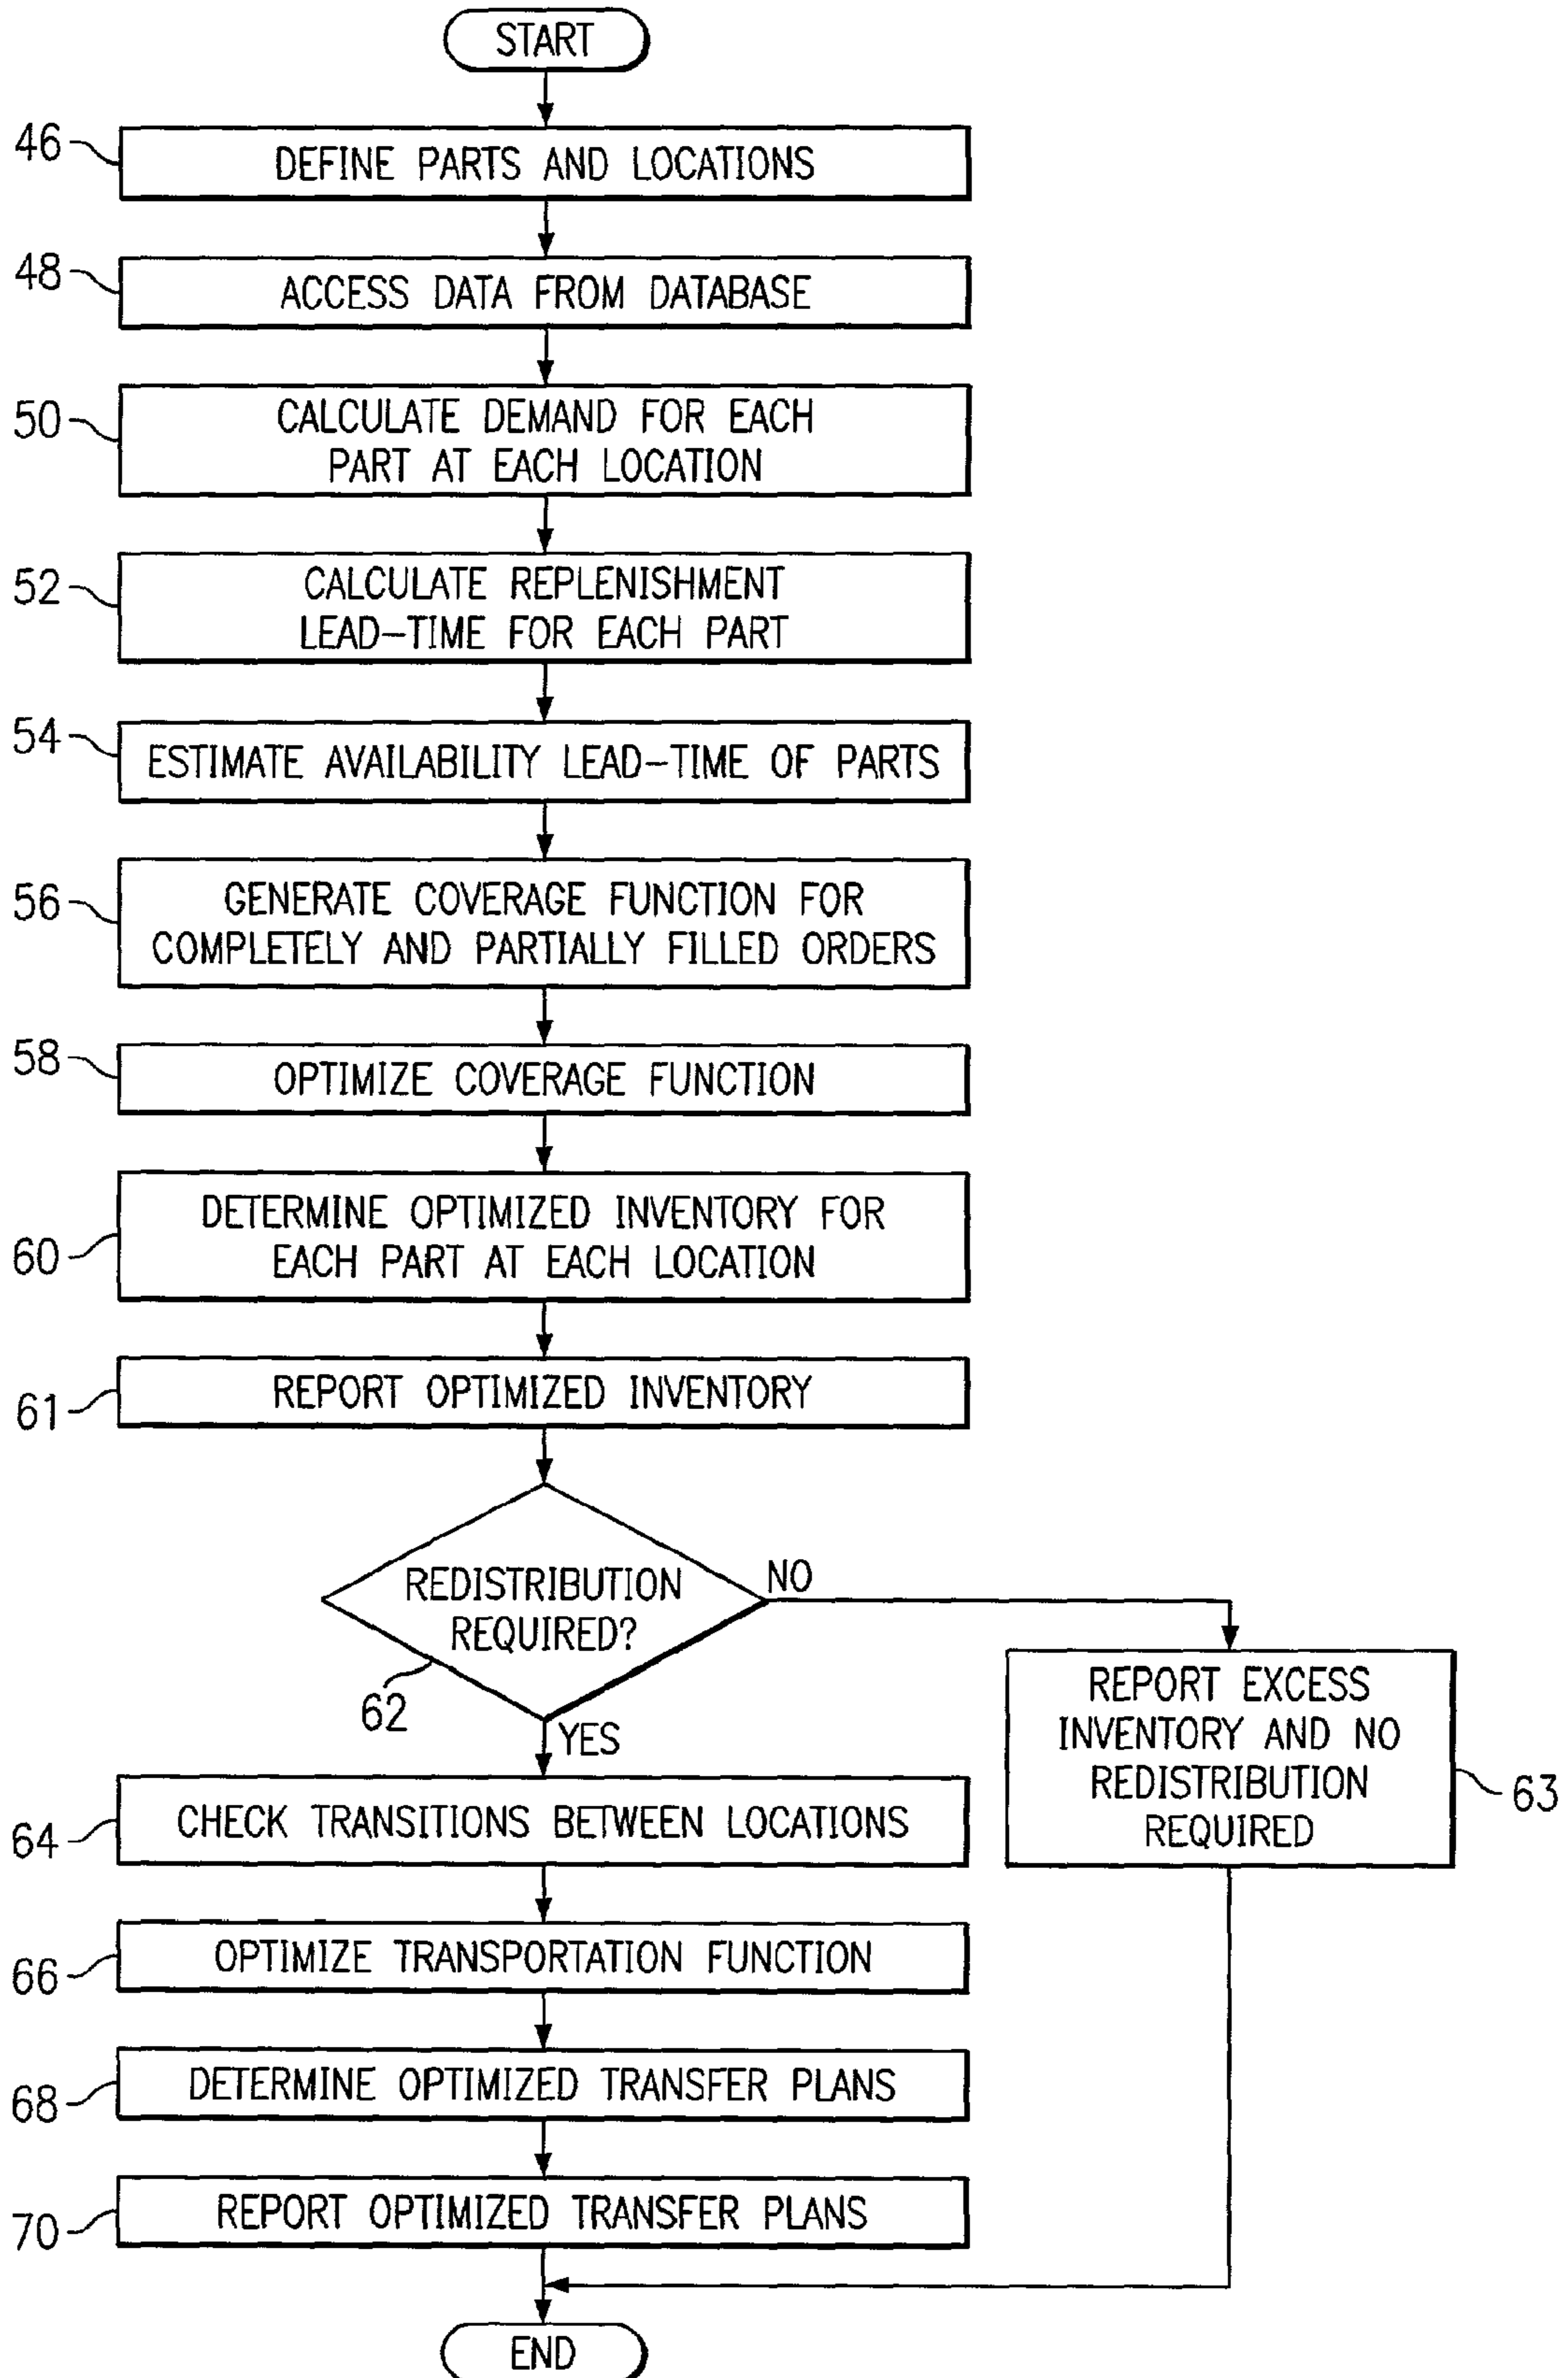 START
46
DEFINE PARTS AND LOCATIONS
48
ACCESS DATA FROM DATABASE
50
CALCULATE DEMAND FOR EACH
PART AT EACH LOCATION
52
CALCULATE REPLENISHMENT
LEAD-TIME FOR EACH PART
54
ESTIMATE AVAILABILITY LEAD-TIME OF PARTS
56
GENERATE COVERAGE FUNCTION FOR
COMPLETELY AND PARTIALLY FILLED ORDERS
58
OPTIMIZE COVERAGE FUNCTION
60
DETERMINE OPTIMIZED INVENTORY FOR
EACH PART AT EACH LOCATION
61
REPORT OPTIMIZED INVENTORY
REDISTRIBUTION
REQUIRED?
62
NO
YES
REPORT EXCESS
INVENTORY AND NO
REDISTRIBUTION
REQUIRED
63
64
CHECK TRANSITIONS BETWEEN LOCATIONS
66
OPTIMIZE TRANSPORTATION FUNCTION
68
DETERMINE OPTIMIZED TRANSFER PLANS
70
REPORT OPTIMIZED TRANSFER PLANS
END